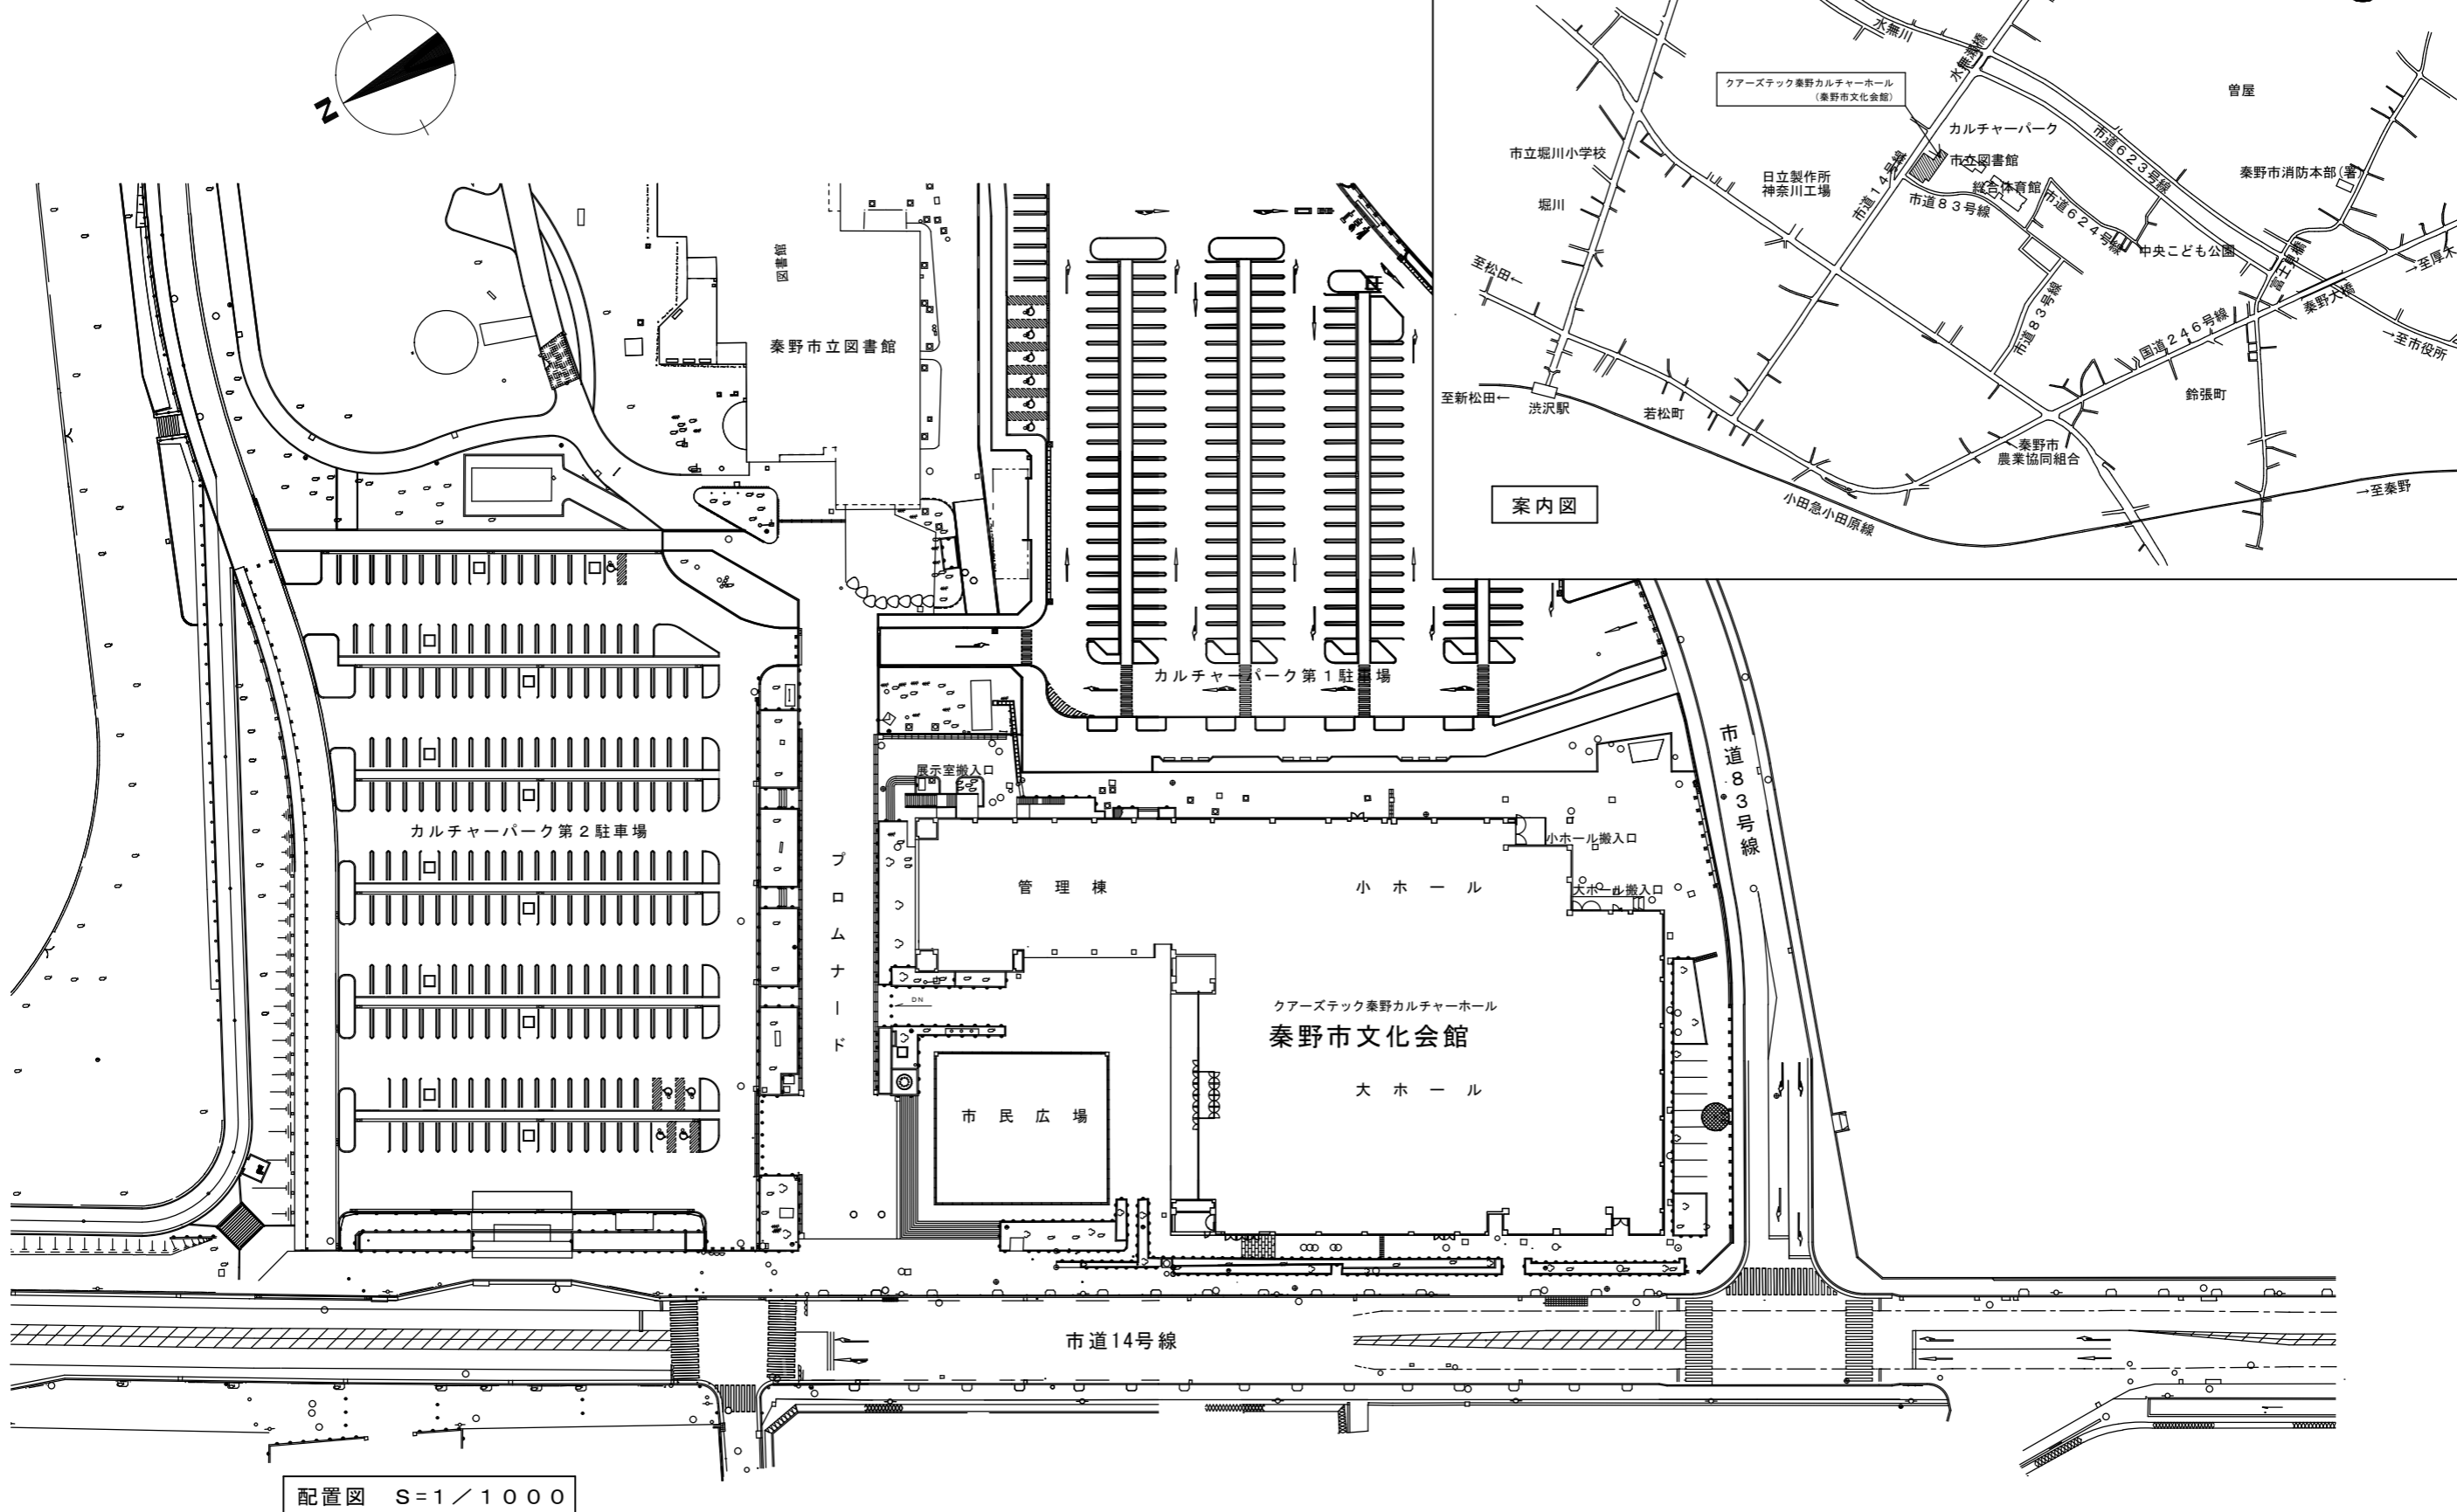 N
水無川
水無瀬橋
クアーズテック秦野カルチャーホール
(秦野市文化会館)
曽屋
カルチャーパーク
市道623号線
市立堀川小学校
市立図書館
秦野市消防本部(署)
日立製作所
神奈川工場
市道14号線
総合体育館
堀川
市道83号線
市道624号線
中央こども公園
富士見橋
→至厚木
至松田←
市道83号線
秦野大橋
国道246号線
→至市役所
至新松田←
渋沢駅
若松町
鈴張町
秦野市
農業協同組合
→至秦野
小田急小田原線
案内図
図書館
秦野市立図書館
カルチャーパーク第1駐車場
市道83号線
展示室搬入口
カルチャーパーク第2駐車場
プロムナード
小ホール搬入口
管理棟
小ホール
大ホール搬入口
DN
クアーズテック秦野カルチャーホール
秦野市文化会館
大ホール
市民広場
市道14号線
配置図 S=1/1000